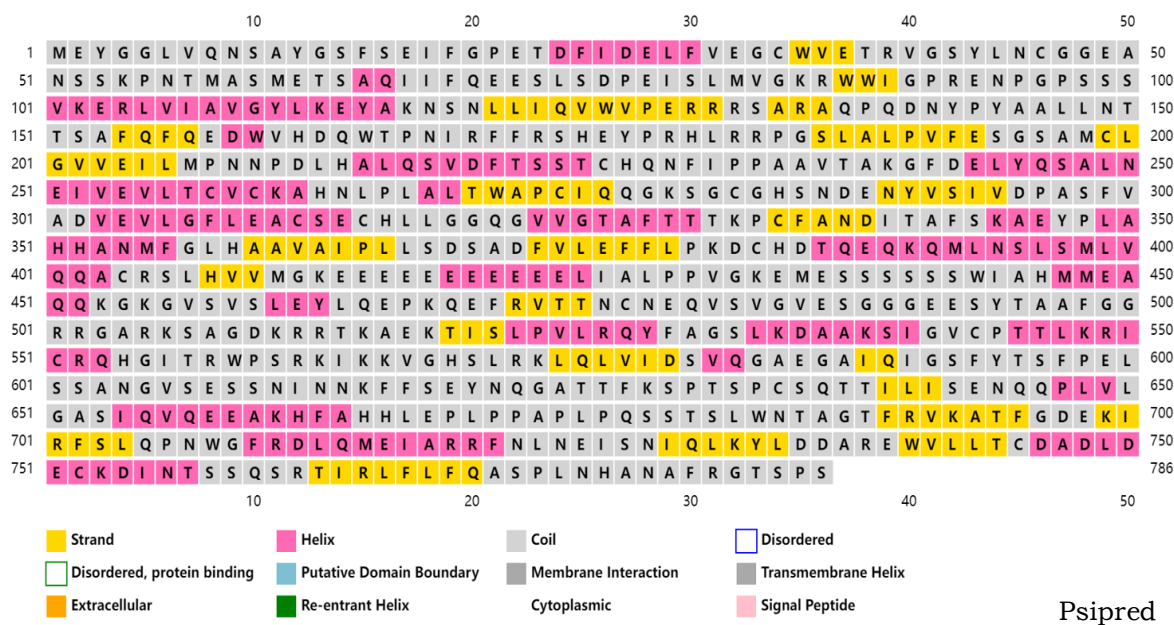 10 20 30 40 50
1 M E Y G G L V Q N S A Y G S F S E I F G P E T D F I D E L F V E G C W V E T R V G S Y L N C G G E A 50
51 N S S K P N T M A S M E T S A Q I I F Q E E S L S D P E I S L M V G K R W W I G P R E N P G P S S S 100
101 V K E R L V I A V G Y L K E Y A K N S N L L I Q V W V P E R R R S A R A Q P Q D N Y P Y A A L L N T 150
151 T S A F Q F Q E D W V H D Q W T P N I R F F R S H E Y P R H L R R P G S L A L P V F E S G S A M C L 200
201 G V V E I L M P N N P D L H A L Q S V D F T S S T C H Q N F I P P A A V T A K G F D E L Y Q S A L N 250
251 E I V E V L T C V C K A H N L P L A L T W A P C I Q Q G K S G C G H S N D E N Y V S I V D P A S F V 300
301 A D V E V L G F L E A C S E C H L L G G Q G V V G T A F T T T K P C F A N D I T A F S K A E Y P L A 350
351 H H A N M F G L H A A V A I P L L S D S A D F V L E F F L P K D C H D T Q E Q K Q M L N S L S M L V 400
401 Q Q A C R S L H V V M G K E E E E E E E E E E E L I A L P P V G K E M E S S S S S S W I A H M M E A 450
451 Q Q K G K G V S V S L E Y L Q E P K Q E F R V T T N C N E Q V S V G V E S G G G E E S Y T A A F G G 500
501 R R G A R K S A G D K R R T K A E K T I S L P V L R Q Y F A G S L K D A A K S I G V C P T T L K R I 550
551 C R Q H G I T R W P S R K I K K V G H S L R K L Q L V I D S V Q G A E G A I Q I G S F Y T S F P E L 600
601 S S A N G V S E S S N I N N K F F S E Y N Q G A T T F K S P T S P C S Q T T I L I S E N Q Q P L V L 650
651 G A S I Q V Q E E A K H F A H H L E P L P P A P L P Q S S T S L W N T A G T F R V K A T F G D E K I 700
701 R F S L Q P N W G F R D L Q M E I A R R F N L N E I S N I Q L K Y L D D A R E W V L L T C D A D L D 750
751 E C K D I N T S S Q S R T I R L F L F Q A S P L N H A N A F R G T S P S 786
10 20 30 40 50
Strand Helix Coil Disordered
Disordered, protein binding Putative Domain Boundary Membrane Interaction Transmembrane Helix
Extracellular Re-entrant Helix Cytoplasmic Signal Peptide
Psipred